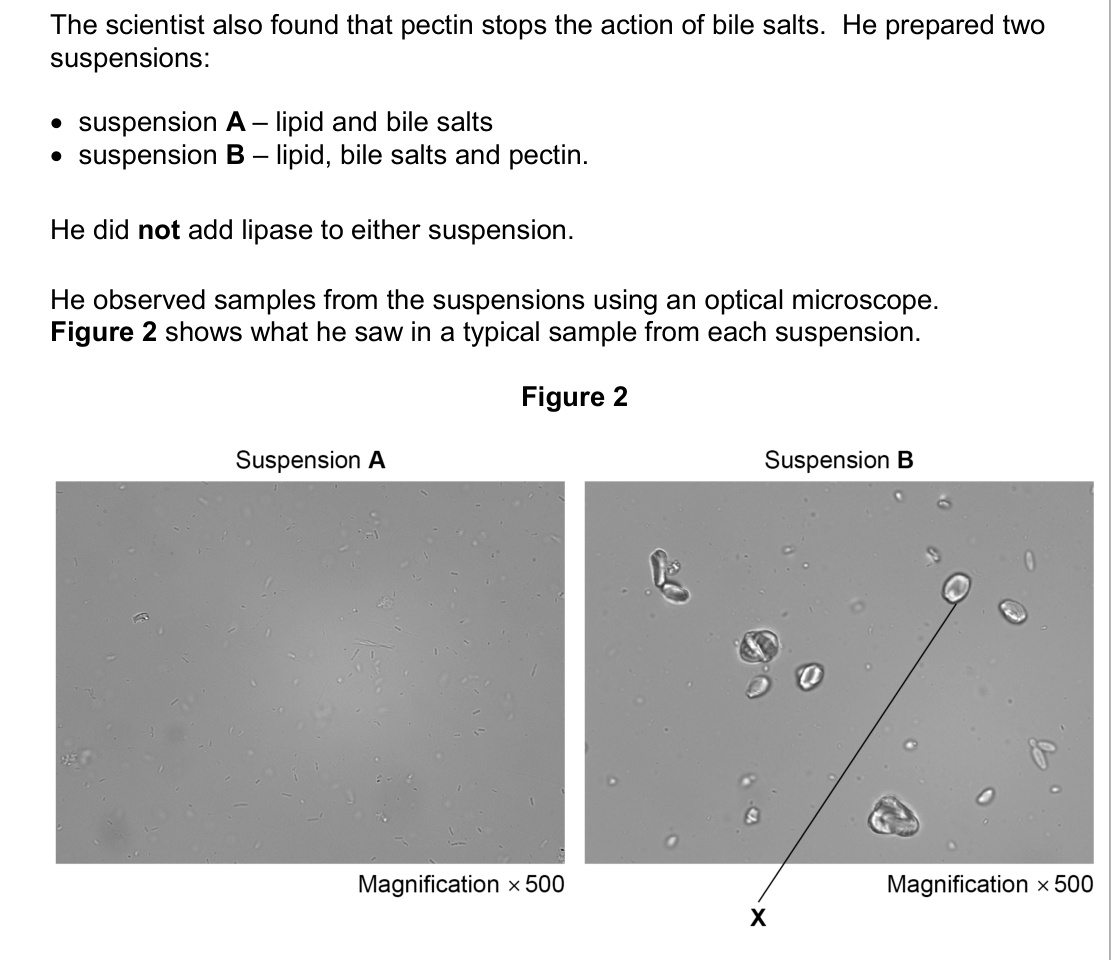 The scientist also found that pectin stops the action of bile salts.  He prepared two
suspensions:
• suspension A – lipid and bile salts
• suspension B – lipid, bile salts and pectin.
He did not add lipase to either suspension.
He observed samples from the suspensions using an optical microscope.
Figure 2 shows what he saw in a typical sample from each suspension.
Figure 2
Suspension A
Suspension B
Magnification × 500
Magnification × 500
X